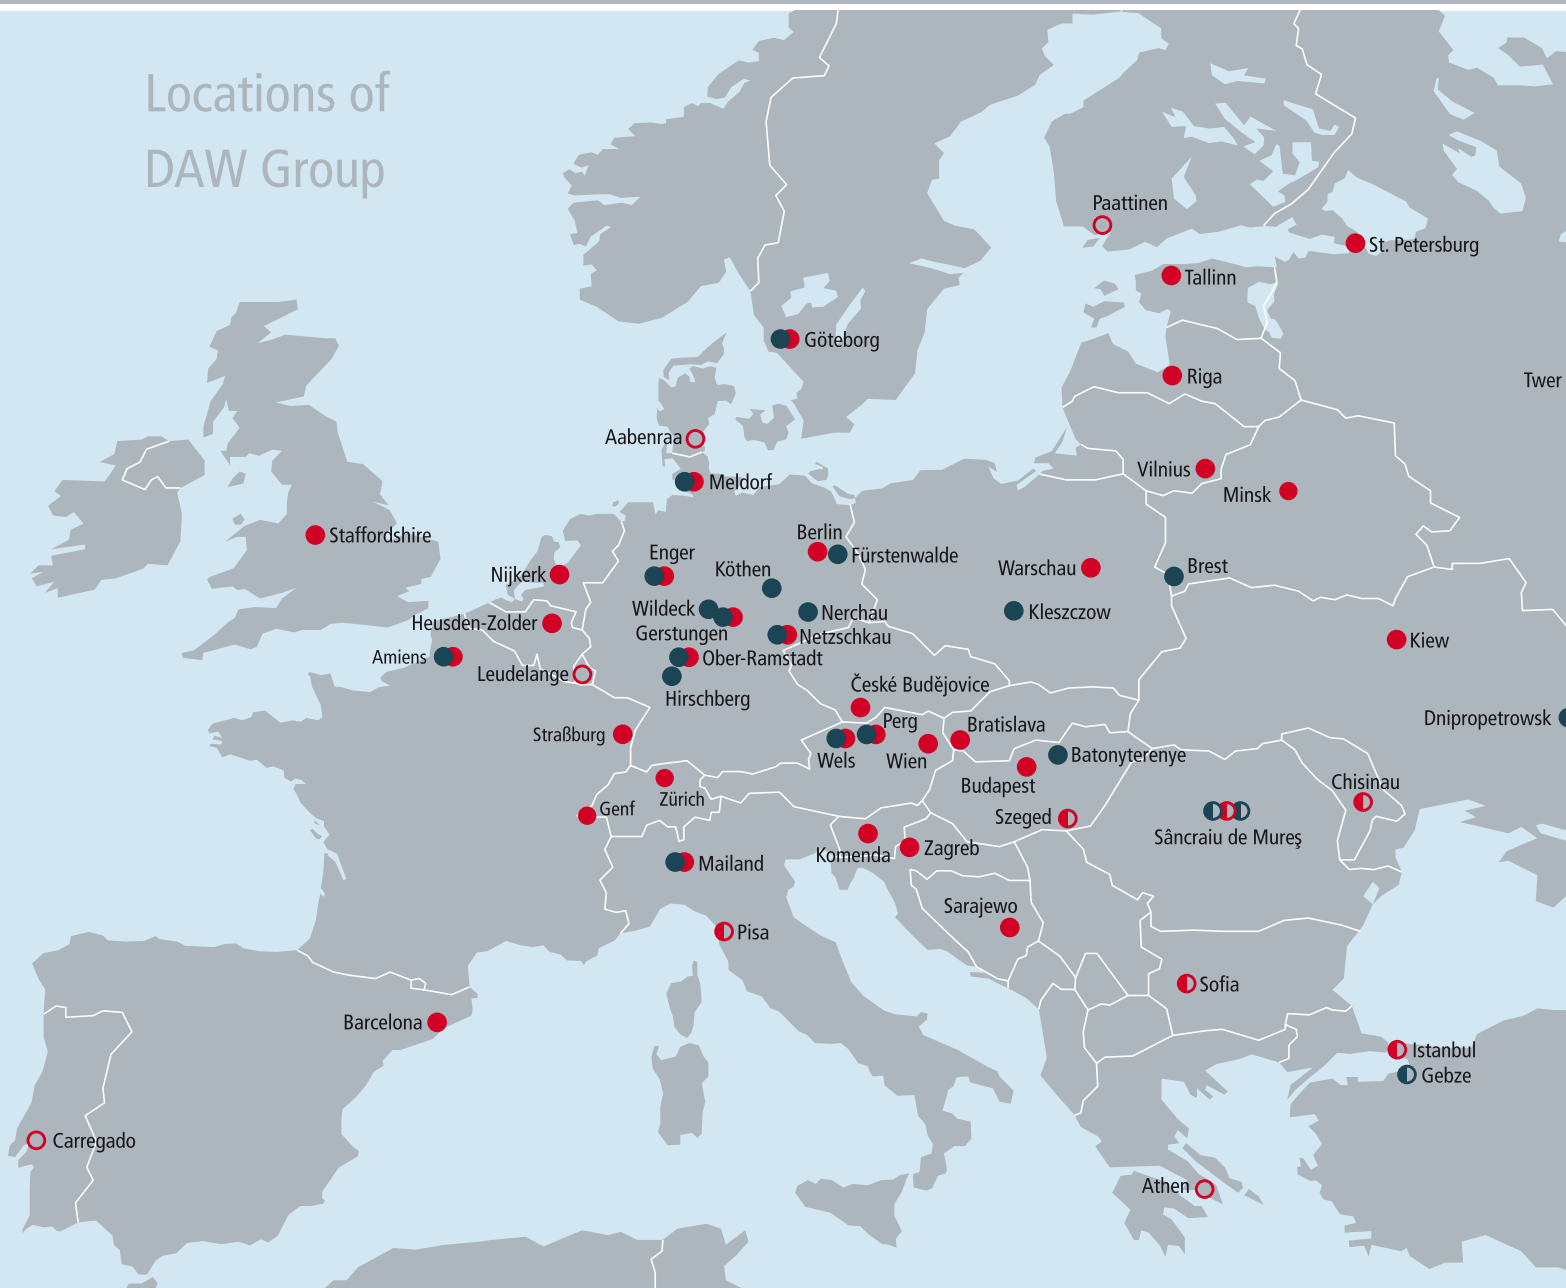 Locations of
DAW Group
Paattinen
St. Petersburg
Tallinn
Göteborg
Riga
Twer
Aabenraa
Vilnius
Meldorf
Minsk
Staffordshire
Berlin
Enger
Fürstenwalde
Köthen
Warschau
Brest
Nijkerk
Wildeck
Nerchau
Kleszczow
Heusden-Zolder
Gerstungen
Netzschkau
Kiew
Amiens
Ober-Ramstadt
Leudelange
České Budějovice
Hirschberg
Dnipropetrowsk
Perg
Bratislava
Straßburg
Batonyterenye
Wels
Wien
Chisinau
Budapest
Zürich
Genf
Szeged
Sâncraiu de Mureş
Komenda
Zagreb
Mailand
Sarajewo
Pisa
Sofia
Barcelona
Istanbul
Gebze
Carregado
Athen